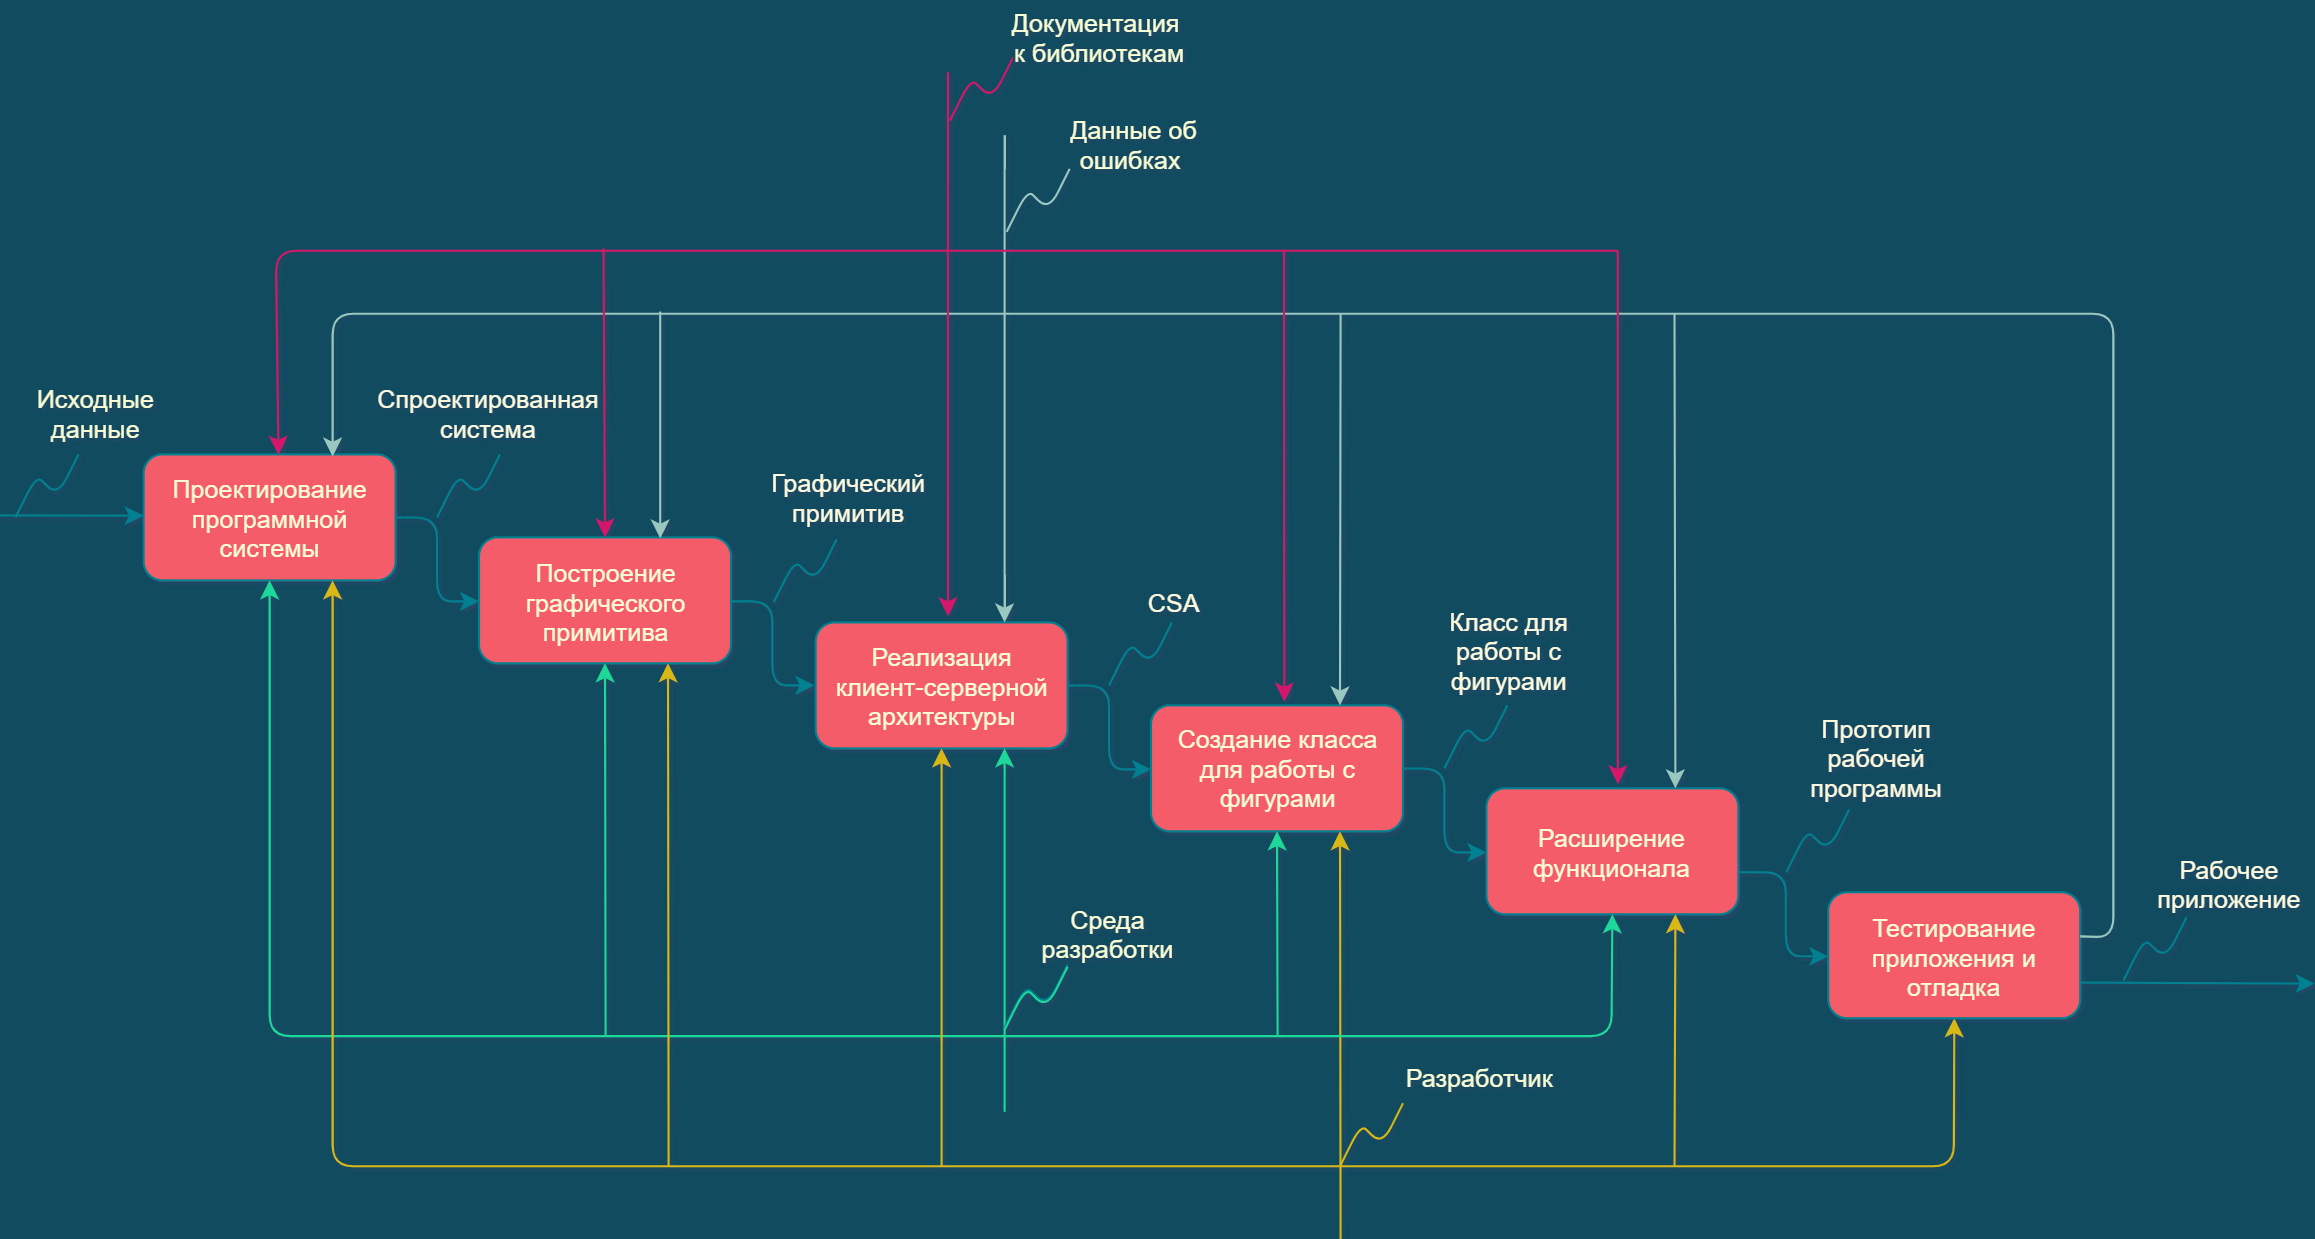 Документация
к библиотекам
Данные об
ошибках
Исходные
данные
Спроектированная
система
Проектирование
программной
системы
Графический
примитив
Построение
графического
примитива
CSA
Реализация
клиент-серверной
архитектуры
Класс для
работы с
фигурами
Создание класса
для работы с
фигурами
Прототип
рабочей
программы
Расширение
функционала
Рабочее
приложение
Тестирование
приложения и
отладка
Среда
разработки
Разработчик